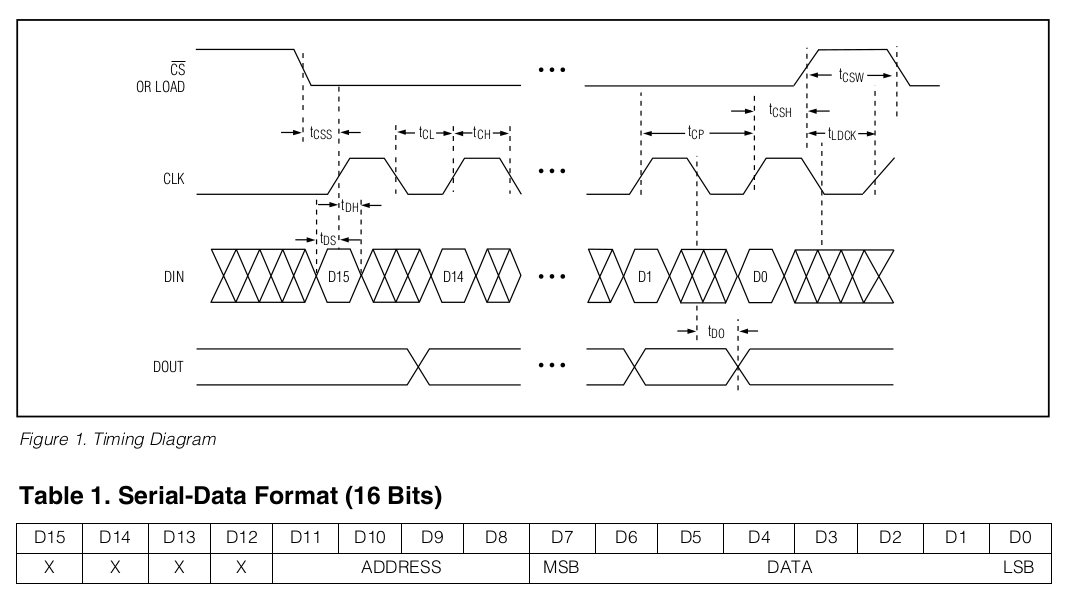 CS
OR LOAD
tCSS
tCL
tCH
•••
tCP
tCSH
tCSW
tLDCK
CLK
•••
tDH
tDS
DIN
D15
D14
•••
D1
D0
tD0
DOUT
•••
Figure 1. Timing Diagram
Table 1. Serial-Data Format (16 Bits)
D15 D14 D13 D12 D11 D10 D9 D8 D7 D6 D5 D4 D3 D2 D1 D0
X X X X ADDRESS MSB DATA LSB